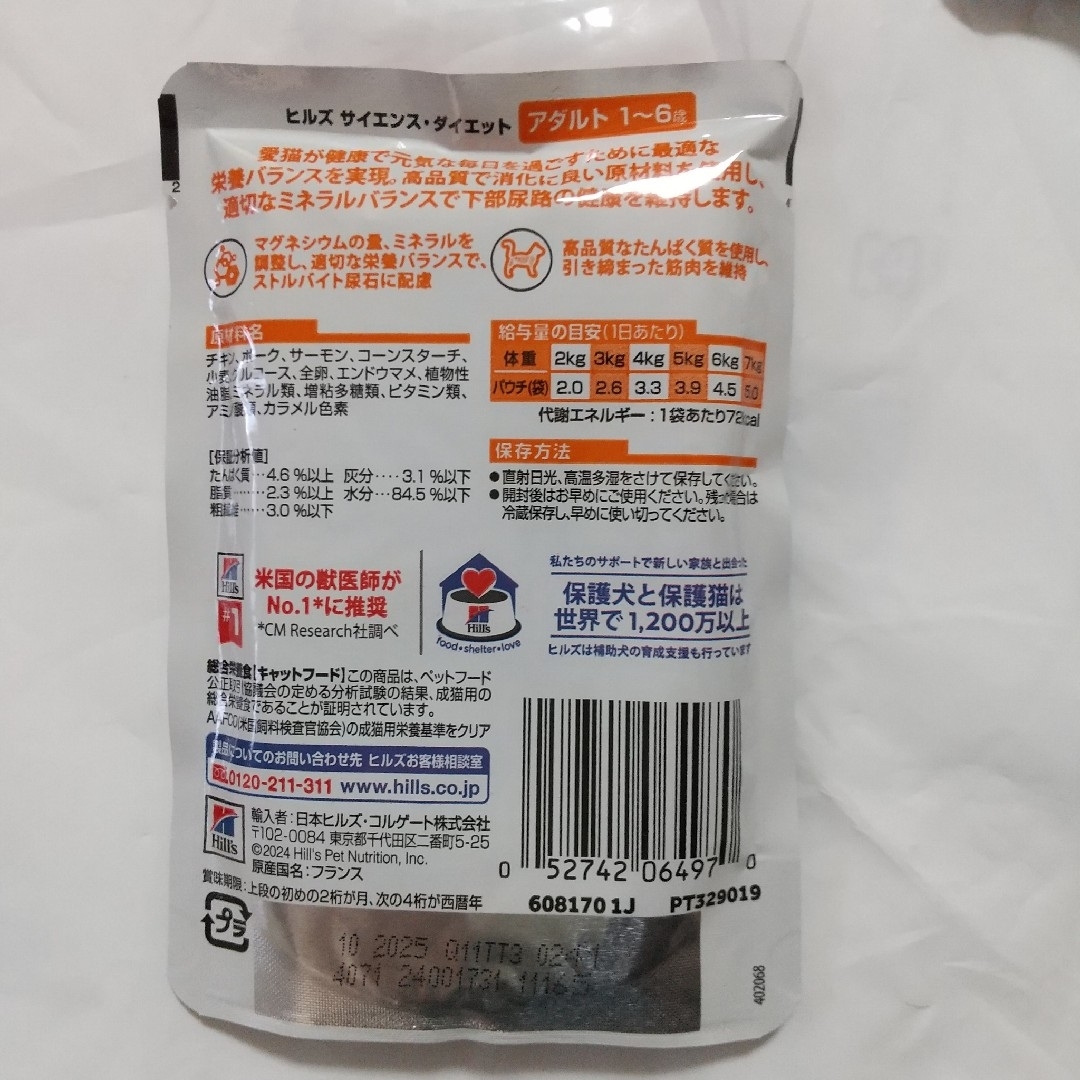 ヒルズ サイエンス・ダイエット アダルト 1〜6歳
愛猫が健康で元気な毎日を過ごすために最適な
栄養バランスを実現。高品質で消化に良い原材料を使用し、
適切なミネラルバランスで下部尿路の健康を維持します。
マグネシウムの量、ミネラルを
調整し、適切な栄養バランスで、
ストルバイト尿石に配慮
高品質なたんぱく質を使用し、
引き締まった筋肉を維持
原材料名
チキン、ポーク、サーモン、コーンスターチ、
小麦、グルコース、全卵、エンドウマメ、植物性
油脂、ミネラル類、増粘多糖類、ビタミン類、
アミノ酸類、カラメル色素
[保証分析値]
たんぱく質…4.6％以上 灰分…‥3.1％以下
脂質……‥2.3％以上 水分…84.5％以下
粗繊維……3.0％以下
給与量の目安(1日あたり)
体重 2kg 3kg 4kg 5kg 6kg 7kg
パウチ(袋) 2.0 2.6 3.3 3.9 4.5 5.0
代謝エネルギー：1袋あたり72kcal
保存方法
●直射日光、高温多湿をさけて保存してください。
●開封後はお早めにご使用ください。残った場合は
冷蔵保存し、早めに使い切ってください。
Hill's
#1
米国の獣医師が
No.1*に推奨
*CM Research社調べ
Hill's
food•shelter•love
私たちのサポートで新しい家族と出会った
保護犬と保護猫は
世界で1,200万以上
ヒルズは補助犬の育成支援も行っています
総合栄養食【キャットフード】この商品は、ペットフード
公正取引協議会の定める分析試験の結果、成猫用の
総合栄養食であることが証明されています。
AAFCO(米国飼料検査官協会)の成猫用栄養基準をクリア
製品についてのお問い合わせ先 ヒルズお客様相談室
0120-211-311 www.hills.co.jp
Hill's
輸入者：日本ヒルズ・コルゲート株式会社
〒102-0084 東京都千代田区二番町5-25
©2024 Hill's Pet Nutrition, Inc.
原産国名：フランス
賞味期限：上段の初めの2桁が月、次の4桁が西暦年
プラ
0 52742 06497 0
608170 1J PT329019
10 2025 Q11TT3
4071 24001731
402068
2